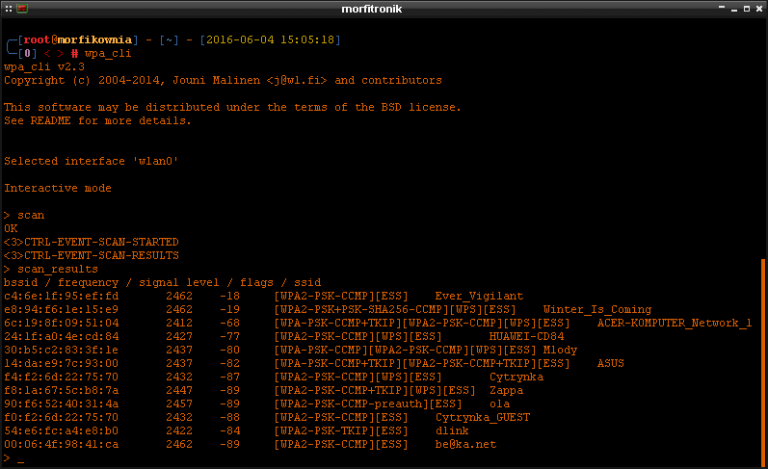 morfitronik
[root@morfikownia] - [~] - [2016-06-04 15:05:18]
[0] < > # wpa_cli
wpa_cli v2.3
Copyright (c) 2004-2014, Jouni Malinen <j@w1.fi> and contributors
This software may be distributed under the terms of the BSD license.
See README for more details.
Selected interface 'wlan0'
Interactive mode
> scan
OK
<3>CTRL-EVENT-SCAN-STARTED
<3>CTRL-EVENT-SCAN-RESULTS
> scan_results
bssid / frequency / signal level / flags / ssid
c4:6e:1f:95:ef:fd 2462 -18 [WPA2-PSK-CCMP][ESS] Ever_Vigilant
e8:94:f6:1e:15:e9 2462 -19 [WPA2-PSK+PSK-SHA256-CCMP][WPS][ESS] Winter_Is_Coming
6c:19:8f:09:51:04 2412 -68 [WPA-PSK-CCMP+TKIP][WPA2-PSK-CCMP][WPS][ESS] ACER-KOMPUTER_Network_1
24:1f:a0:4e:cd:84 2427 -77 [WPA2-PSK-CCMP][WPS][ESS] HUAWEI-CD84
30:b5:c2:83:3f:1e 2437 -80 [WPA-PSK-CCMP][WPA2-PSK-CCMP][WPS][ESS] Mlody
14:da:e9:7c:93:00 2437 -82 [WPA-PSK-CCMP+TKIP][WPA2-PSK-CCMP+TKIP][ESS] ASUS
f4:f2:6d:22:75:70 2432 -87 [WPA2-PSK-CCMP][WPS][ESS] Cytrynka
f8:1a:67:5c:b8:7a 2447 -89 [WPA2-PSK-CCMP+TKIP][WPS][ESS] Zappa
90:f6:52:40:31:4a 2457 -89 [WPA2-PSK-CCMP-preauth][ESS] ola
f0:f2:6d:22:75:70 2432 -88 [WPA2-PSK-CCMP][ESS] Cytrynka_GUEST
54:e6:fc:a4:e8:b0 2422 -84 [WPA2-PSK-TKIP][ESS] dlink
00:06:4f:98:41:ca 2462 -89 [WPA2-PSK-CCMP][ESS] be@ka.net
> _